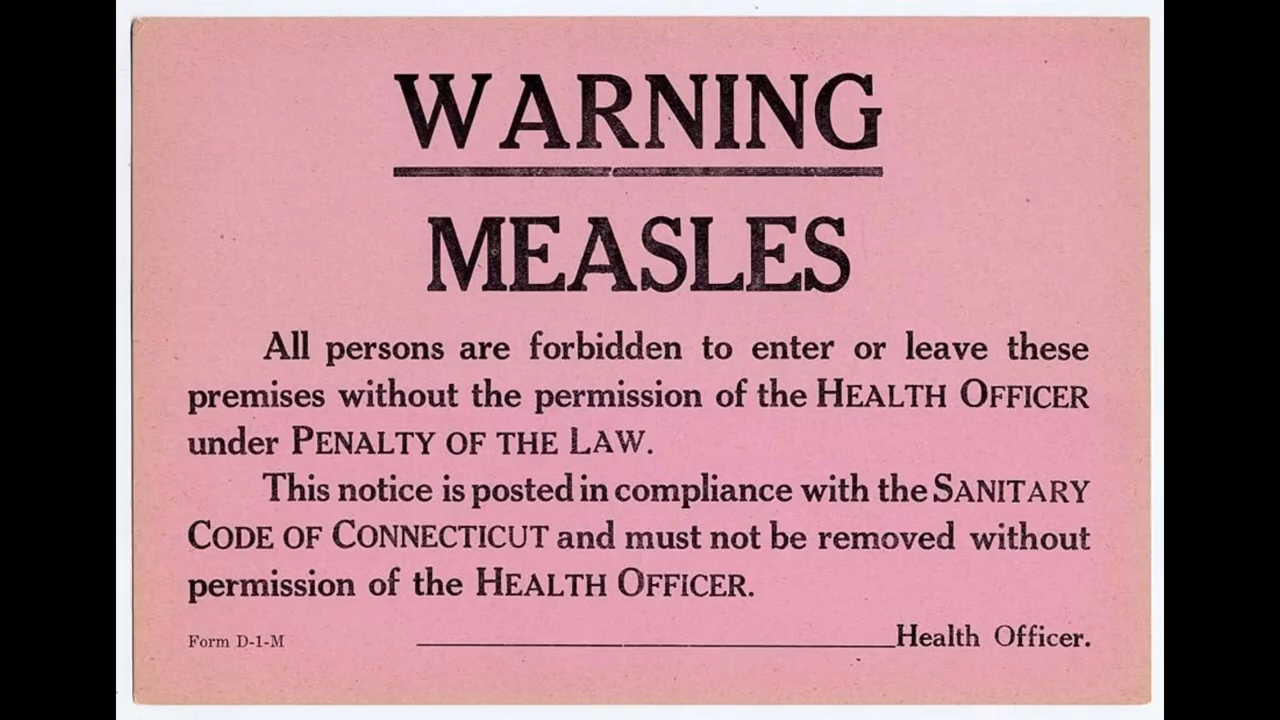 WARNING
MEASLES
All persons are forbidden to enter or leave these
premises without the permission of the HEALTH OFFICER
under PENALTY OF THE LAW.
This notice is posted in compliance with the SANITARY
CODE OF CONNECTICUT and must not be removed without
permission of the HEALTH OFFICER.
Form D-1-M Health Officer.